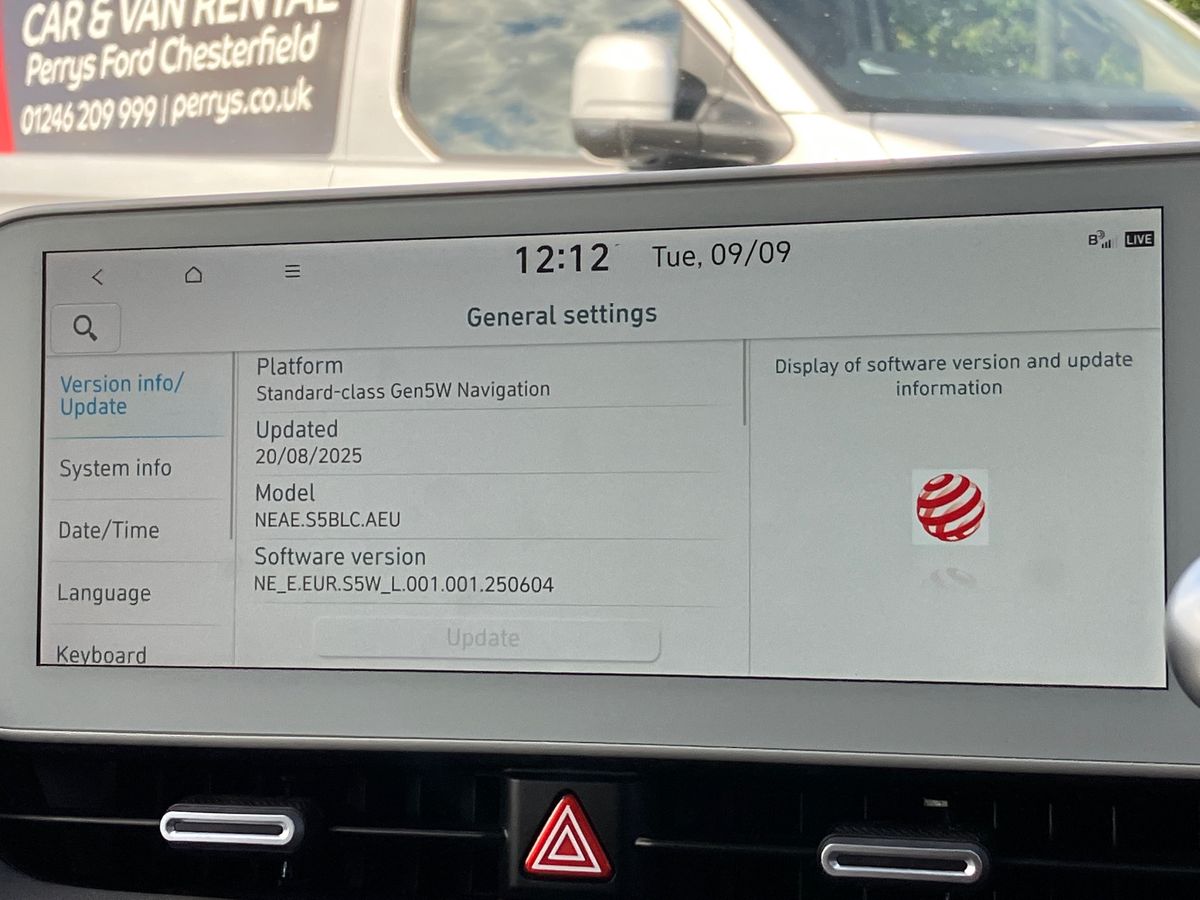 CAR & VAN RENTAL
Perrys Ford Chesterfield
01246 209 999 | perrys.co.uk
12:12 Tue, 09/09
LIVE
General settings
Version info/
Update
System info
Date/Time
Language
Keyboard
Platform
Standard-class Gen5W Navigation
Updated
20/08/2025
Model
NEAE.S5BLC.AEU
Software version
NE_E.EUR.S5W_L.001.001.250604
Update
Display of software version and update
information